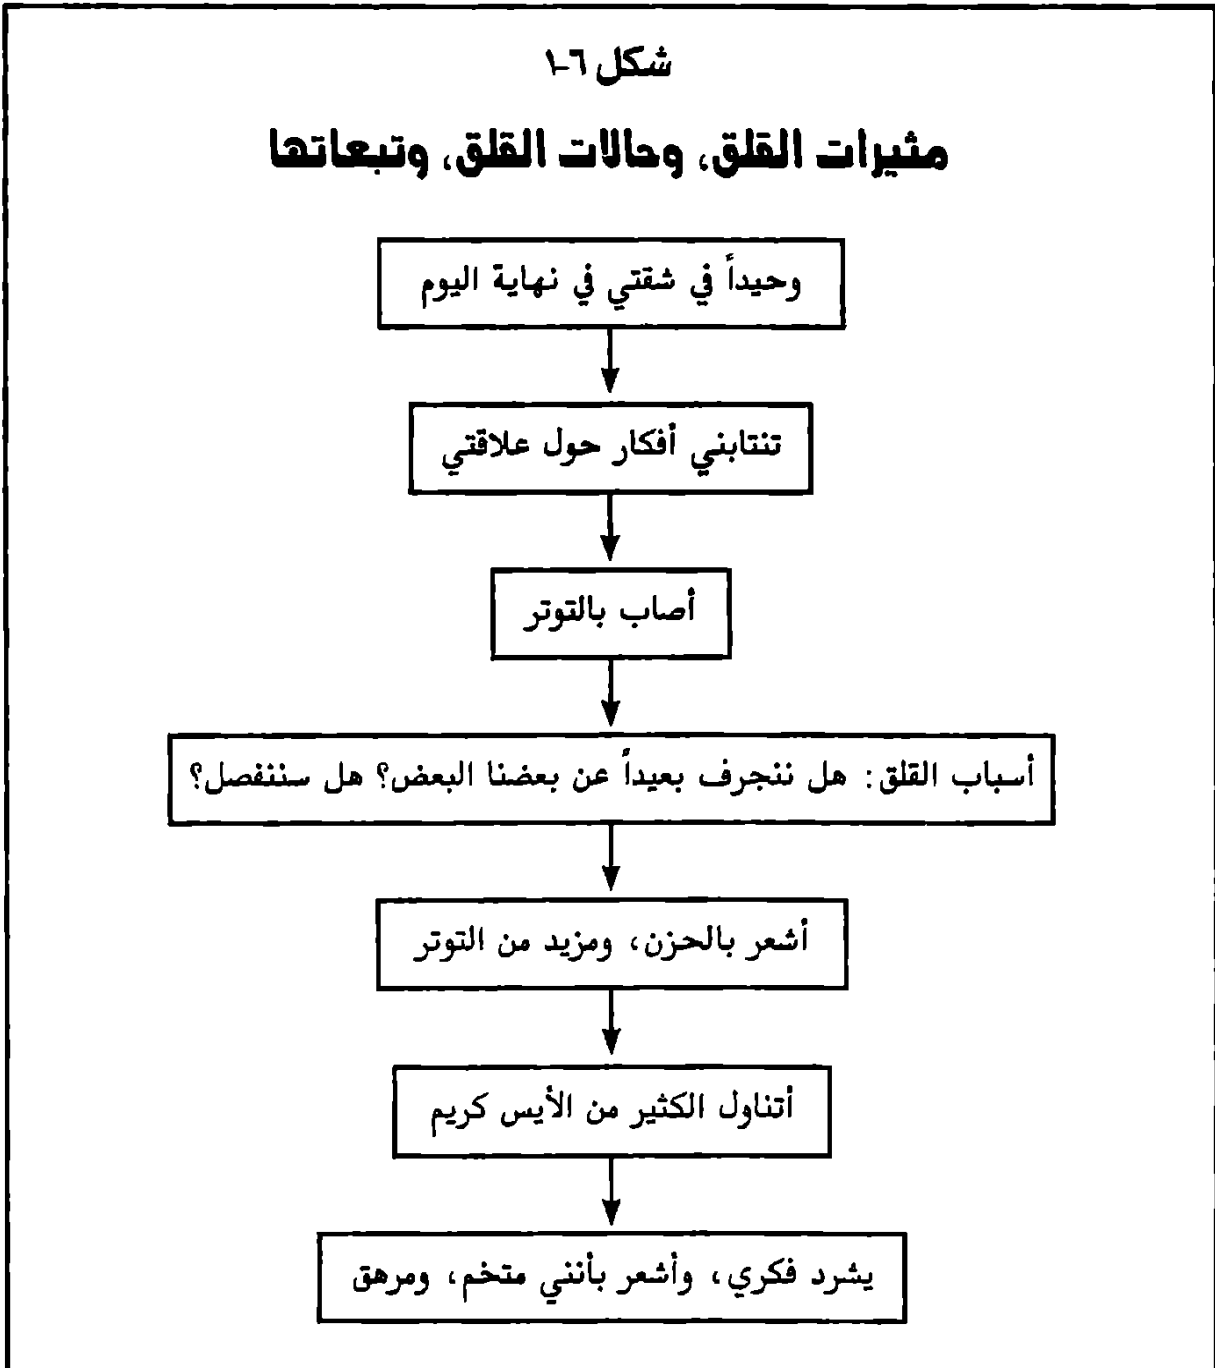 شكل ٦-١
مثيرات القلق، وحالات القلق، وتبعاتها
وحيداً في شقتي في نهاية اليوم
تنتابني أفكار حول علاقتي
أصاب بالتوتر
أسباب القلق: هل ننجرف بعيداً عن بعضنا البعض؟ هل سننفصل؟
أشعر بالحزن، ومزيد من التوتر
أتناول الكثير من الأيس كريم
يشرد فكري، وأشعر بأنني متخم، ومرهق